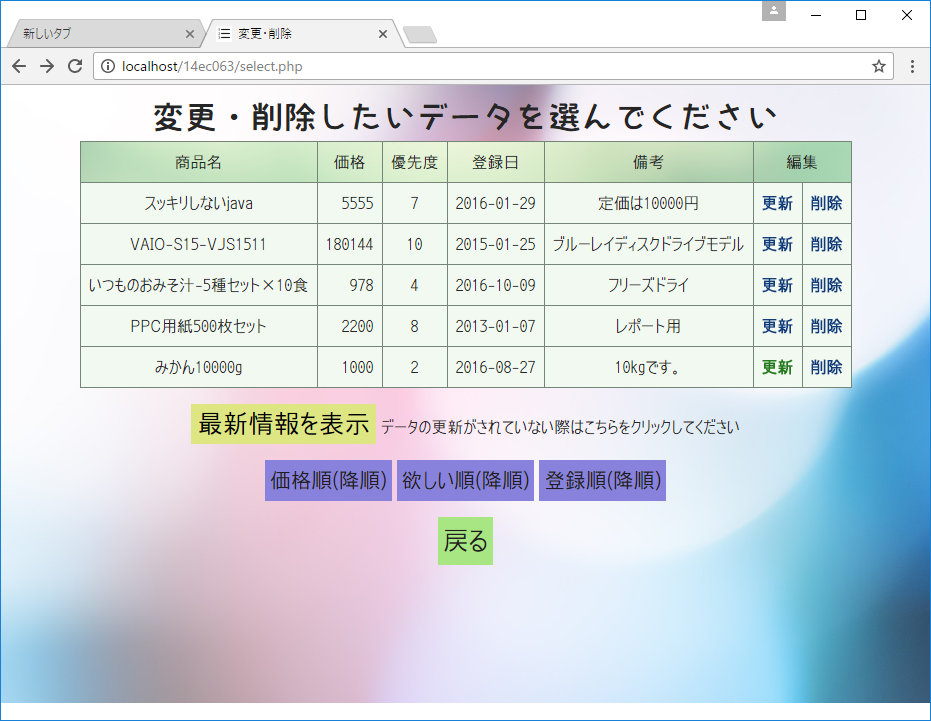 新しいタブ
変更・削除
localhost/14ec063/select.php
変更・削除したいデータを選んでください
商品名 価格 優先度 登録日 備考 編集
スッキリしないjava 5555 7 2016-01-29 定価は10000円 更新 削除
VAIO-S15-VJS1511 180144 10 2015-01-25 ブルーレイディスクドライブモデル 更新 削除
いつものおみそ汁-5種セット×10食 978 4 2016-10-09 フリーズドライ 更新 削除
PPC用紙500枚セット 2200 8 2013-01-07 レポート用 更新 削除
みかん10000g 1000 2 2016-08-27 10kgです。 更新 削除
最新情報を表示 データの更新がされていない際はこちらをクリックしてください
価格順(降順) 欲しい順(降順) 登録順(降順)
戻る